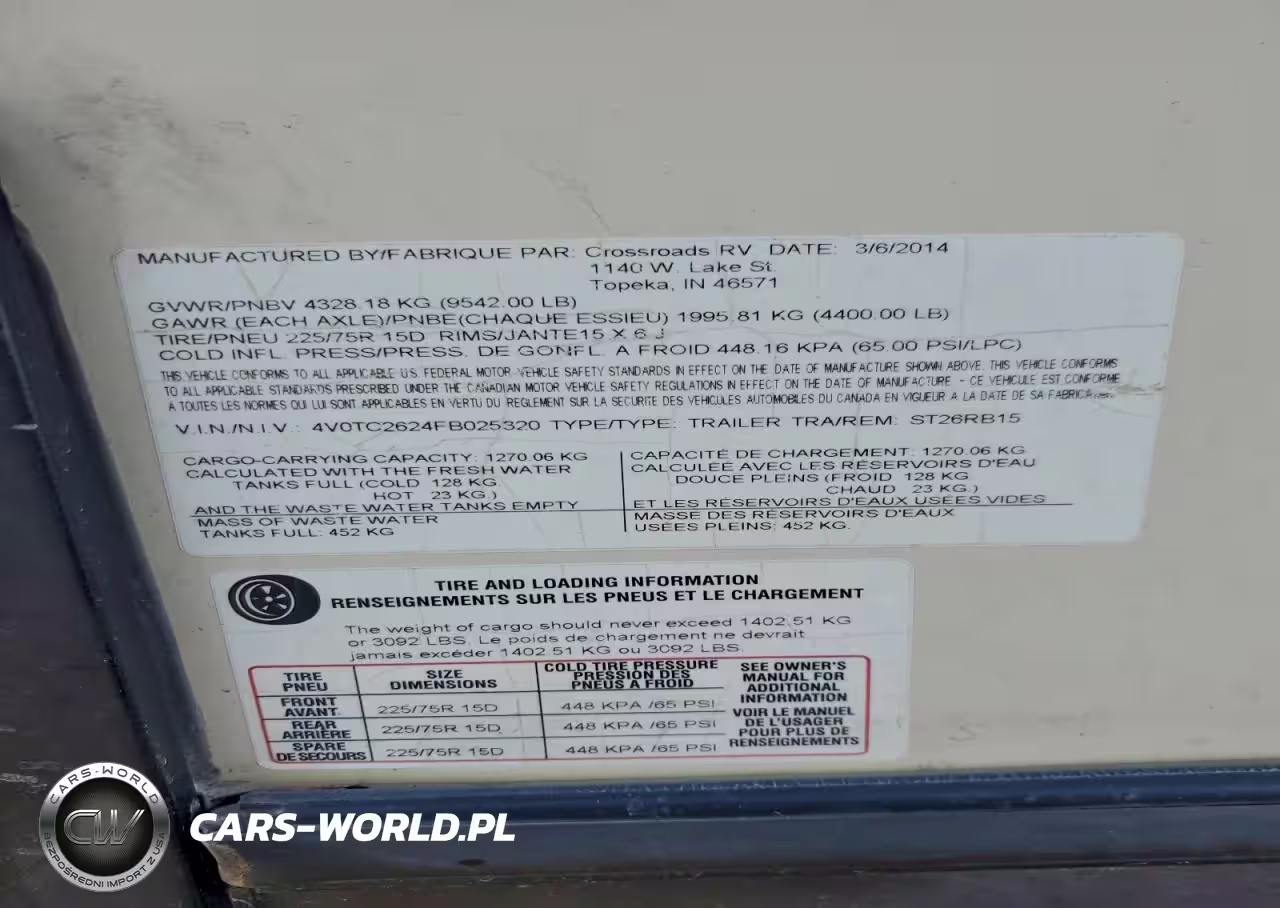 MANUFACTURED BY/FABRIQUE PAR: Crossroads RV DATE: 3/6/2014
1140 W. Lake St.
Topeka, IN 46571
GVWR/PNBV 4328.18 KG (9542.00 LB)
GAWR (EACH AXLE)/PNBE(CHAQUE ESSIEU) 1995.81 KG (4400.00 LB)
TIRE/PNEU 225/75R 15D RIMS/JANTE15 X 6 J
COLD INFL. PRESS/PRESS. DE GONFL. A FROID 448.16 KPA (65.00 PSI/LPC)
THIS VEHICLE CONFORMS TO ALL APPLICABLE U.S. FEDERAL MOTOR VEHICLE SAFETY STANDARDS IN EFFECT ON THE DATE OF MANUFACTURE SHOWN ABOVE. THIS VEHICLE CONFORMS
TO ALL APPLICABLE STANDARDS PRESCRIBED UNDER THE CANADIAN MOTOR VEHICLE SAFETY REGULATIONS IN EFFECT ON THE DATE OF MANUFACTURE - CE VEHICULE EST CONFORME
A TOUTES LES NORMES QUI LUI SONT APPLICABLES EN VERTU DU REGLEMENT SUR LA SECURITE DES VEHICULES AUTOMOBILES DU CANADA EN VIGUEUR A LA DATE DE SA
V.I.N./N.I.V.: 4V0TC2624FB025320 TYPE/TYPE: TRAILER TRA/REM: ST26RB15
CARGO-CARRYING CAPACITY: 1270.06 KG
CALCULATED WITH THE FRESH WATER
TANKS FULL (COLD 128 KG.
HOT 23 KG.)
AND THE WASTE WATER TANKS EMPTY
MASS OF WASTE WATER
TANKS FULL: 452 KG
CAPACITÉ DE CHARGEMENT: 1270.06 KG
CALCULÉE AVEC LES RÉSERVOIRS D'EAU
DOUCE PLEINS (FROID 128 KG
CHAUD 23 KG.)
ET LES RÉSERVOIRS D'EAUX USÉES VIDES
MASSE DES RÉSERVOIRS D'EAUX
USÉES PLEINS: 452 KG.
TIRE AND LOADING INFORMATION
RENSEIGNEMENTS SUR LES PNEUS ET LE CHARGEMENT
The weight of cargo should never exceed 1402.51 KG
or 3092 LBS. Le poids de chargement ne devrait
jamais excéder 1402.51 KG ou 3092 LBS.
TIRE
PNEU
SIZE
DIMENSIONS
COLD TIRE PRESSURE
PRESSION DES
PNEUS A FROID
FRONT
AVANT
225/75R 15D
448 KPA /65 PSI
REAR
ARRIÈRE
225/75R 15D
448 KPA /65 PSI
SPARE
DE SECOURS
225/75R 15D
448 KPA /65 PSI
SEE OWNER'S
MANUAL FOR
ADDITIONAL
INFORMATION
VOIR LE MANUEL
DE L'USAGER
POUR PLUS DE
RENSEIGNEMENTS
CARS-WORLD
CW
BEZPOŚREDNI IMPORT Z USA
CARS-WORLD.PL